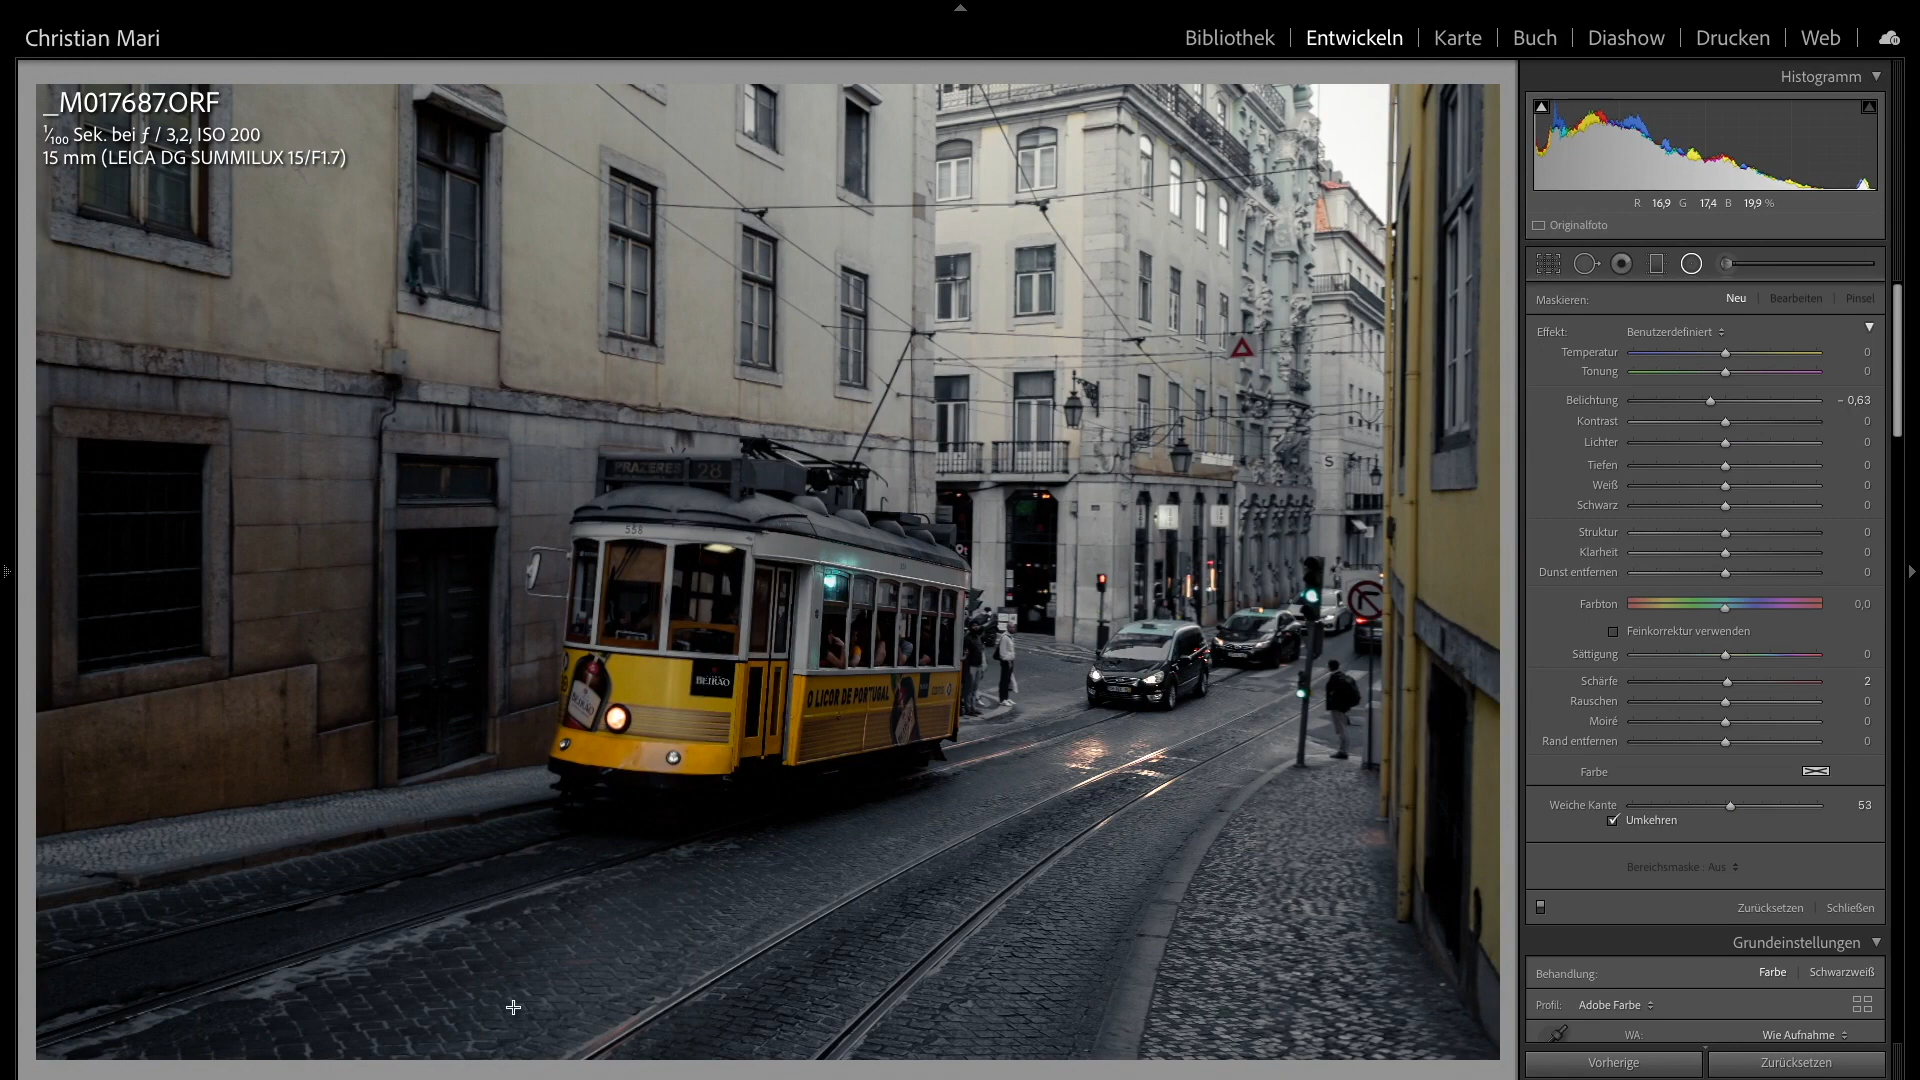 Christian Mari
Bibliothek | Entwickeln | Karte | Buch | Diashow | Drucken | Web
_M017687.ORF
1/100 Sek. bei ƒ / 3,2, ISO 200
15 mm (LEICA DG SUMMILUX 15/F1.7)
PRAZERES 28
558
BEIRÃO
O LICOR DE PORTUGAL
S
Histogramm
R 16,9 G 17,4 B 19,9 %
Originalfoto
Maskieren: Neu | Bearbeiten | Pinsel
Effekt: Benutzerdefiniert
Temperatur 0
Tonung 0
Belichtung – 0,63
Kontrast 0
Lichter 0
Tiefen 0
Weiß 0
Schwarz 0
Struktur 0
Klarheit 0
Dunst entfernen 0
Farbton 0,0
Feinkorrektur verwenden
Sättigung 0
Schärfe 2
Rauschen 0
Moiré 0
Rand entfernen 0
Farbe
Weiche Kante 53
Umkehren
Bereichsmaske : Aus
Zurücksetzen | Schließen
Grundeinstellungen
Behandlung: Farbe | Schwarzweiß
Profil: Adobe Farbe
WA: Wie Aufnahme
Vorherige Zurücksetzen